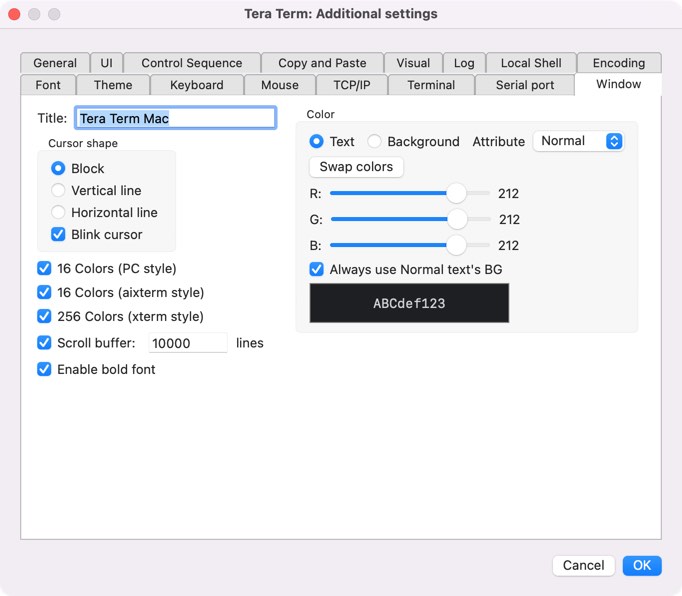 Tera Term: Additional settings
General UI Control Sequence Copy and Paste Visual Log Local Shell Encoding
Font Theme Keyboard Mouse TCP/IP Terminal Serial port Window
Title: Tera Term Mac
Cursor shape
Block
Vertical line
Horizontal line
Blink cursor
16 Colors (PC style)
16 Colors (aixterm style)
256 Colors (xterm style)
Scroll buffer: 10000 lines
Enable bold font
Color
Text Background Attribute Normal
Swap colors
R: 212
G: 212
B: 212
Always use Normal text's BG
ABCdef123
Cancel OK